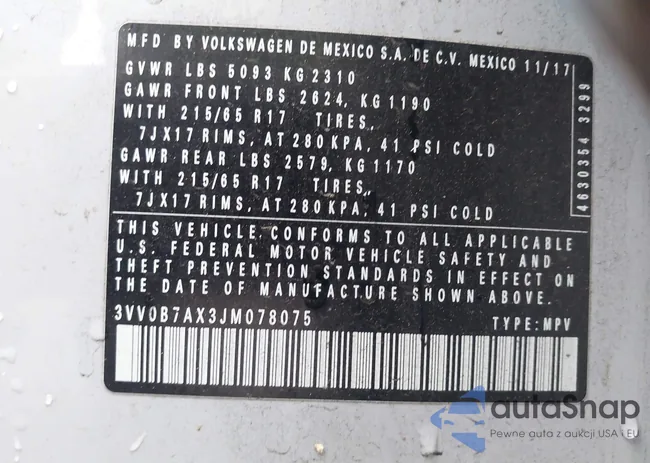 MFD BY VOLKSWAGEN DE MEXICO S.A. DE C.V. MEXICO 11/17
GVWR LBS 5093 KG 2310
GAWR FRONT LBS 2624, KG 1190
WITH 215/65 R17 TIRES,
7JX17 RIMS, AT 280 KPA, 41 PSI COLD
GAWR REAR LBS 2579, KG 1170
WITH 215/65 R17 TIRES,
7JX17 RIMS, AT 280KPA, 41 PSI COLD
4630354 3299
THIS VEHICLE CONFORMS TO ALL APPLICABLE
U.S. FEDERAL MOTOR VEHICLE SAFETY AND
THEFT PREVENTION STANDARDS IN EFFECT ON
THE DATE OF MANUFACTURE SHOWN ABOVE.
3VV0B7AX3JM078075 TYPE: MPV
autaSnap
Pewne auta z aukcji USA i EU